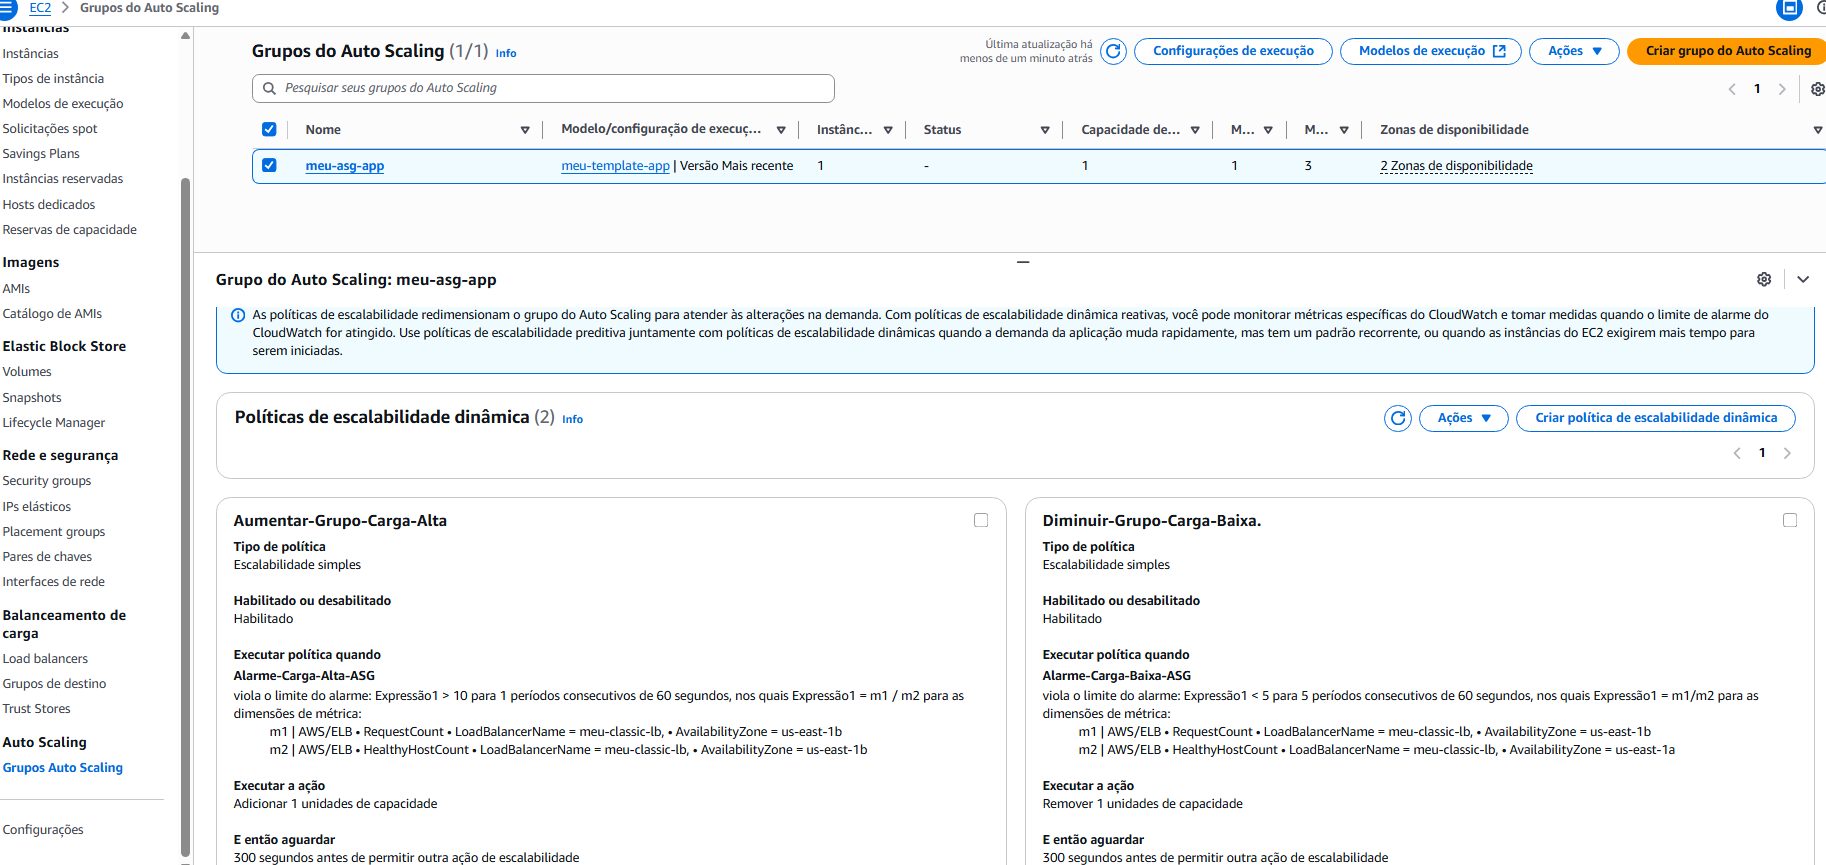 EC2 > Grupos do Auto Scaling
Instâncias
Instâncias
Tipos de instância
Modelos de execução
Solicitações spot
Savings Plans
Instâncias reservadas
Hosts dedicados
Reservas de capacidade
Imagens
AMIs
Catálogo de AMIs
Elastic Block Store
Volumes
Snapshots
Lifecycle Manager
Rede e segurança
Security groups
IPs elásticos
Placement groups
Pares de chaves
Interfaces de rede
Balanceamento de
carga
Load balancers
Grupos de destino
Trust Stores
Auto Scaling
Grupos Auto Scaling
Configurações
Grupos do Auto Scaling (1/1) Info
Última atualização há
menos de um minuto atrás
Configurações de execução
Modelos de execução
Ações
Criar grupo do Auto Scaling
Pesquisar seus grupos do Auto Scaling
1
Nome Modelo/configuração de execuç... Instânc... Status Capacidade de... M... M... Zonas de disponibilidade
meu-asg-app meu-template-app | Versão Mais recente 1 - 1 1 3 2 Zonas de disponibilidade
Grupo do Auto Scaling: meu-asg-app
As políticas de escalabilidade redimensionam o grupo do Auto Scaling para atender às alterações na demanda. Com políticas de escalabilidade dinâmica reativas, você pode monitorar métricas específicas do CloudWatch e tomar medidas quando o limite de alarme do
CloudWatch for atingido. Use políticas de escalabilidade preditiva juntamente com políticas de escalabilidade dinâmicas quando a demanda da aplicação muda rapidamente, mas tem um padrão recorrente, ou quando as instâncias do EC2 exigirem mais tempo para
serem iniciadas.
Políticas de escalabilidade dinâmica (2) Info
Ações
Criar política de escalabilidade dinâmica
1
Aumentar-Grupo-Carga-Alta
Tipo de política
Escalabilidade simples
Habilitado ou desabilitado
Habilitado
Executar política quando
Alarme-Carga-Alta-ASG
viola o limite do alarme: Expressão1 > 10 para 1 períodos consecutivos de 60 segundos, nos quais Expressão1 = m1 / m2 para as
dimensões de métrica:
m1 | AWS/ELB • RequestCount • LoadBalancerName = meu-classic-lb, • AvailabilityZone = us-east-1b
m2 | AWS/ELB • HealthyHostCount • LoadBalancerName = meu-classic-lb, • AvailabilityZone = us-east-1b
Executar a ação
Adicionar 1 unidades de capacidade
E então aguardar
300 segundos antes de permitir outra ação de escalabilidade
Diminuir-Grupo-Carga-Baixa.
Tipo de política
Escalabilidade simples
Habilitado ou desabilitado
Habilitado
Executar política quando
Alarme-Carga-Baixa-ASG
viola o limite do alarme: Expressão1 < 5 para 5 períodos consecutivos de 60 segundos, nos quais Expressão1 = m1/m2 para as
dimensões de métrica:
m1 | AWS/ELB • RequestCount • LoadBalancerName = meu-classic-lb, • AvailabilityZone = us-east-1b
m2 | AWS/ELB • HealthyHostCount • LoadBalancerName = meu-classic-lb, • AvailabilityZone = us-east-1a
Executar a ação
Remover 1 unidades de capacidade
E então aguardar
300 segundos antes de permitir outra ação de escalabilidade